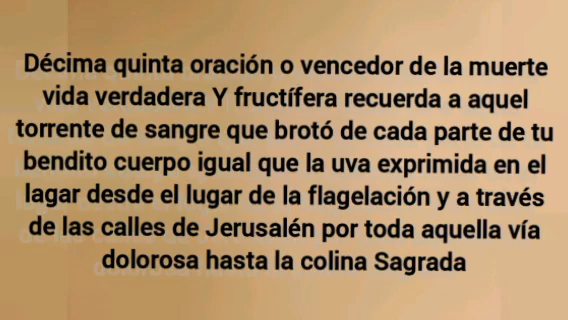 Décima quinta oración o vencedor de la muerte
vida verdadera Y fructífera recuerda a aquel
torrente de sangre que brotó de cada parte de tu
bendito cuerpo igual que la uva exprimida en el
lagar desde el lugar de la flagelación y a través
de las calles de Jerusalén por toda aquella vía
dolorosa hasta la colina Sagrada